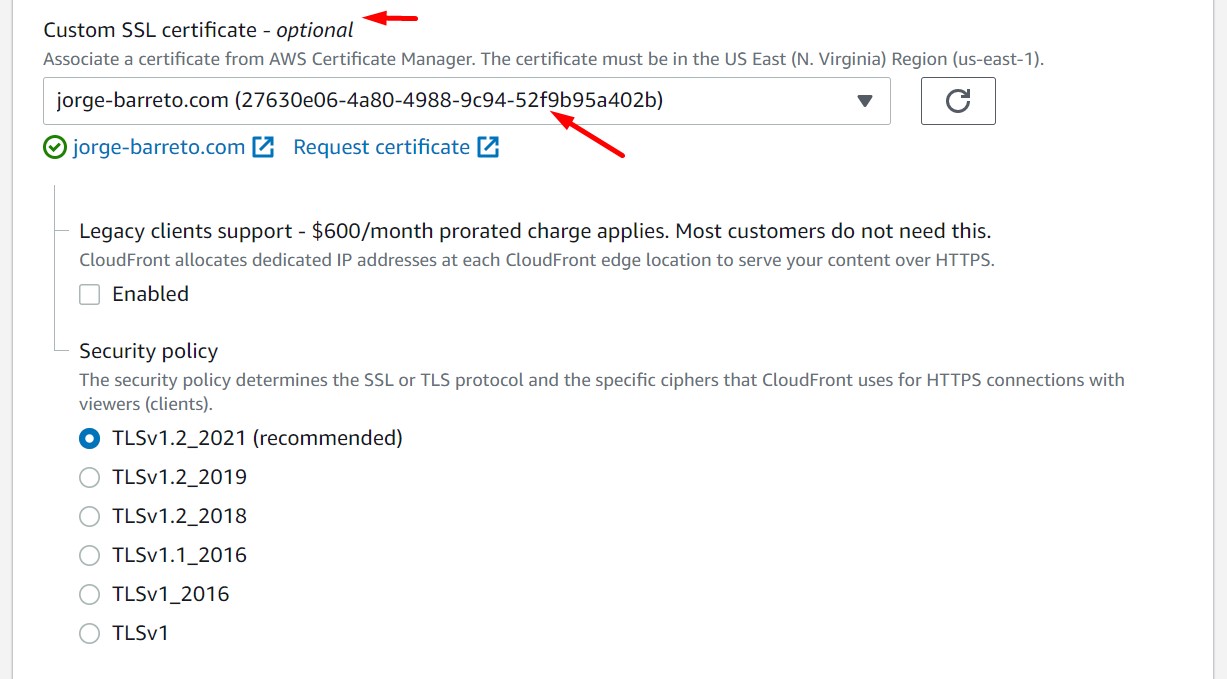 Custom SSL certificate - optional
Associate a certificate from AWS Certificate Manager. The certificate must be in the US East (N. Virginia) Region (us-east-1).
jorge-barreto.com (27630e06-4a80-4988-9c94-52f9b95a402b)
jorge-barreto.com Request certificate
Legacy clients support - $600/month prorated charge applies. Most customers do not need this.
CloudFront allocates dedicated IP addresses at each CloudFront edge location to serve your content over HTTPS.
Enabled
Security policy
The security policy determines the SSL or TLS protocol and the specific ciphers that CloudFront uses for HTTPS connections with
viewers (clients).
TLSv1.2_2021 (recommended)
TLSv1.2_2019
TLSv1.2_2018
TLSv1.1_2016
TLSv1_2016
TLSv1